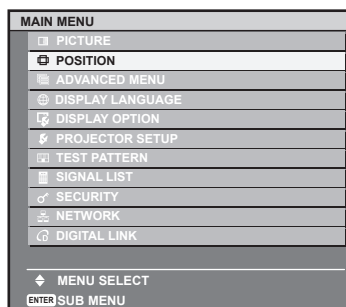 MAIN MENU
PICTURE
POSITION
ADVANCED MENU
DISPLAY LANGUAGE
DISPLAY OPTION
PROJECTOR SETUP
TEST PATTERN
SIGNAL LIST
SECURITY
NETWORK
DIGITAL LINK
MENU SELECT
ENTER SUB MENU